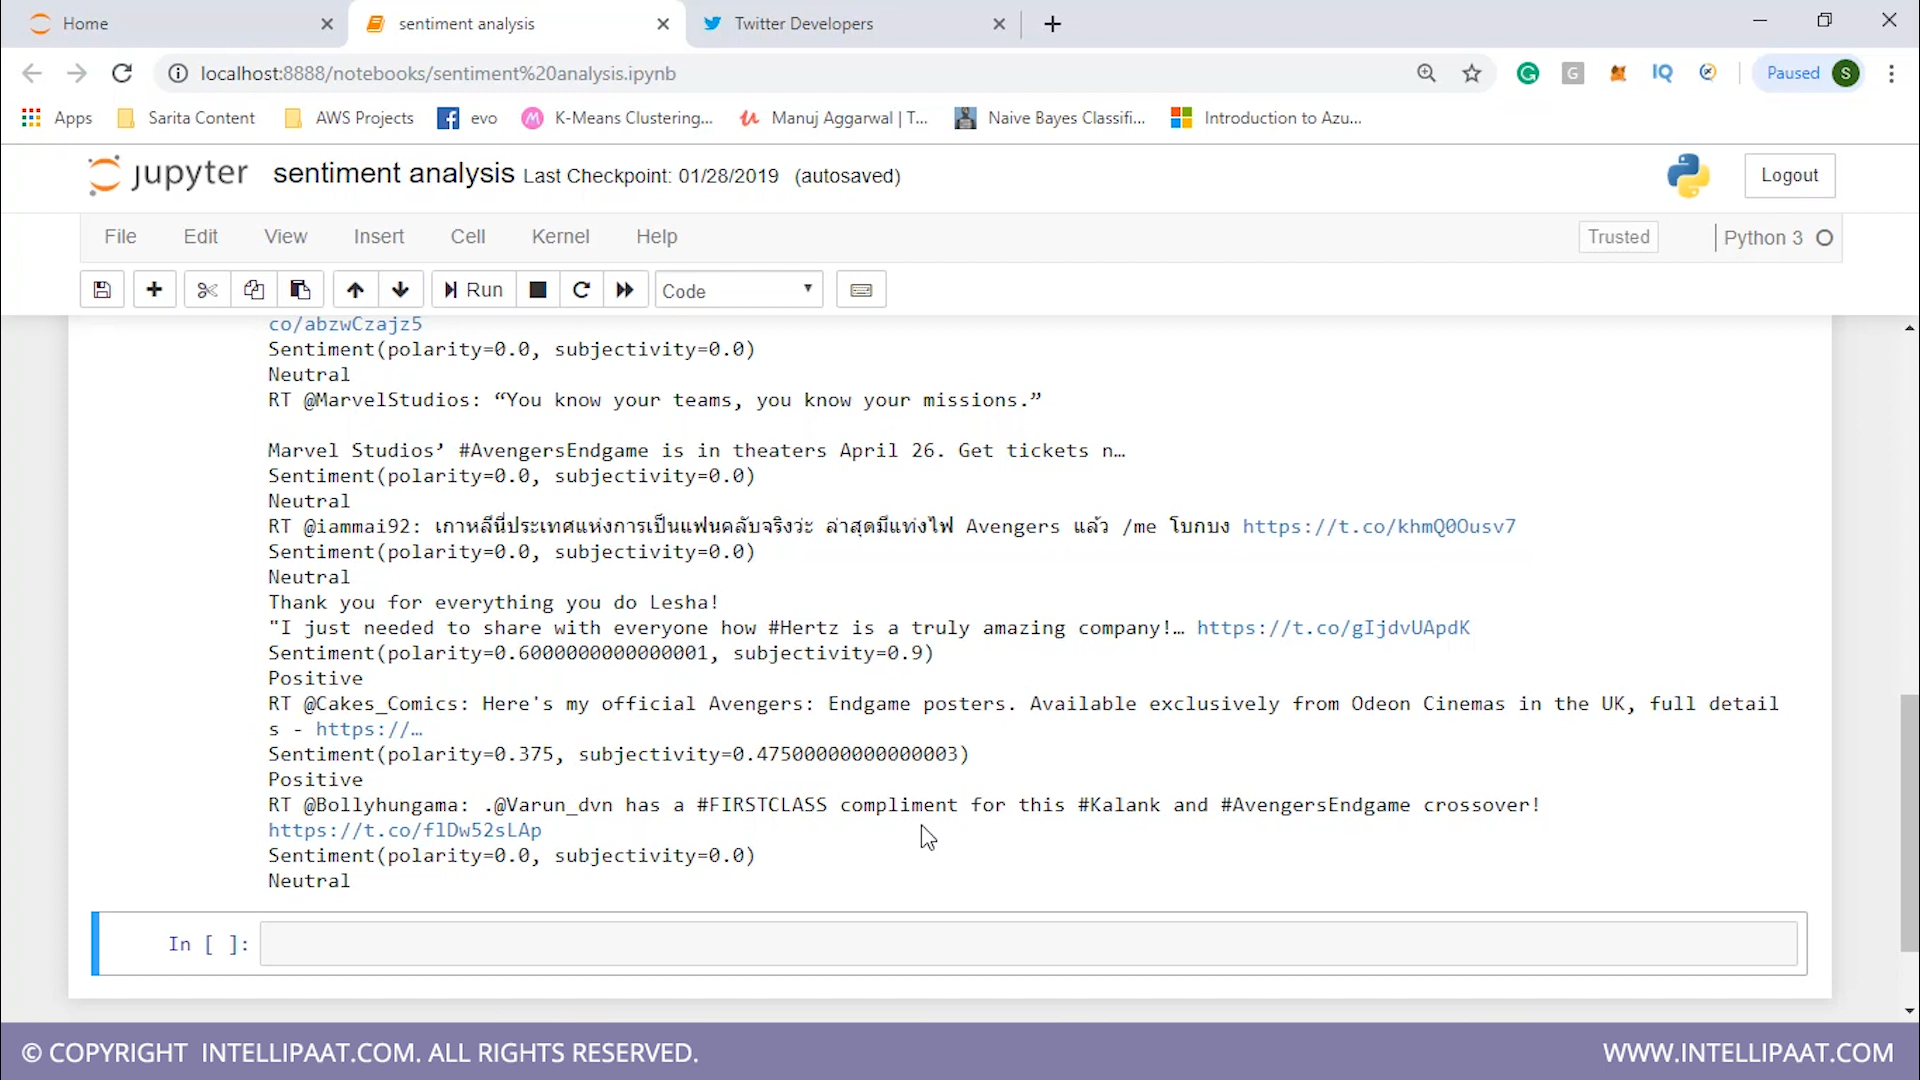 Home
sentiment analysis
Twitter Developers
localhost:8888/notebooks/sentiment%20analysis.ipynb
G
G
IQ
Paused
S
Apps
Sarita Content
AWS Projects
evo
K-Means Clustering...
Manuj Aggarwal | T...
Naive Bayes Classifi...
Introduction to Azu...
jupyter sentiment analysis Last Checkpoint: 01/28/2019 (autosaved)
Logout
File Edit View Insert Cell Kernel Help
Trusted
Python 3
Run
Code
co/abzwCzajz5
Sentiment(polarity=0.0, subjectivity=0.0)
Neutral
RT @MarvelStudios: “You know your teams, you know your missions.”
Marvel Studios’ #AvengersEndgame is in theaters April 26. Get tickets n…
Sentiment(polarity=0.0, subjectivity=0.0)
Neutral
RT @iammai92: เกาหลีนี่ประเทศแห่งการเป็นแฟนคลับจริงว่ะ ล่าสุดมีแท่งไฟ Avengers แล้ว /me โบกบง https://t.co/khmQ0Ousv7
Sentiment(polarity=0.0, subjectivity=0.0)
Neutral
Thank you for everything you do Lesha!
"I just needed to share with everyone how #Hertz is a truly amazing company!… https://t.co/gIjdvUApdK
Sentiment(polarity=0.6000000000000001, subjectivity=0.9)
Positive
RT @Cakes_Comics: Here's my official Avengers: Endgame posters. Available exclusively from Odeon Cinemas in the UK, full detail
s - https://…
Sentiment(polarity=0.375, subjectivity=0.47500000000000003)
Positive
RT @Bollyhungama: .@Varun_dvn has a #FIRSTCLASS compliment for this #Kalank and #AvengersEndgame crossover!
https://t.co/flDw52sLAp
Sentiment(polarity=0.0, subjectivity=0.0)
Neutral
In [ ]:
© COPYRIGHT INTELLIPAAT.COM. ALL RIGHTS RESERVED.
WWW.INTELLIPAAT.COM